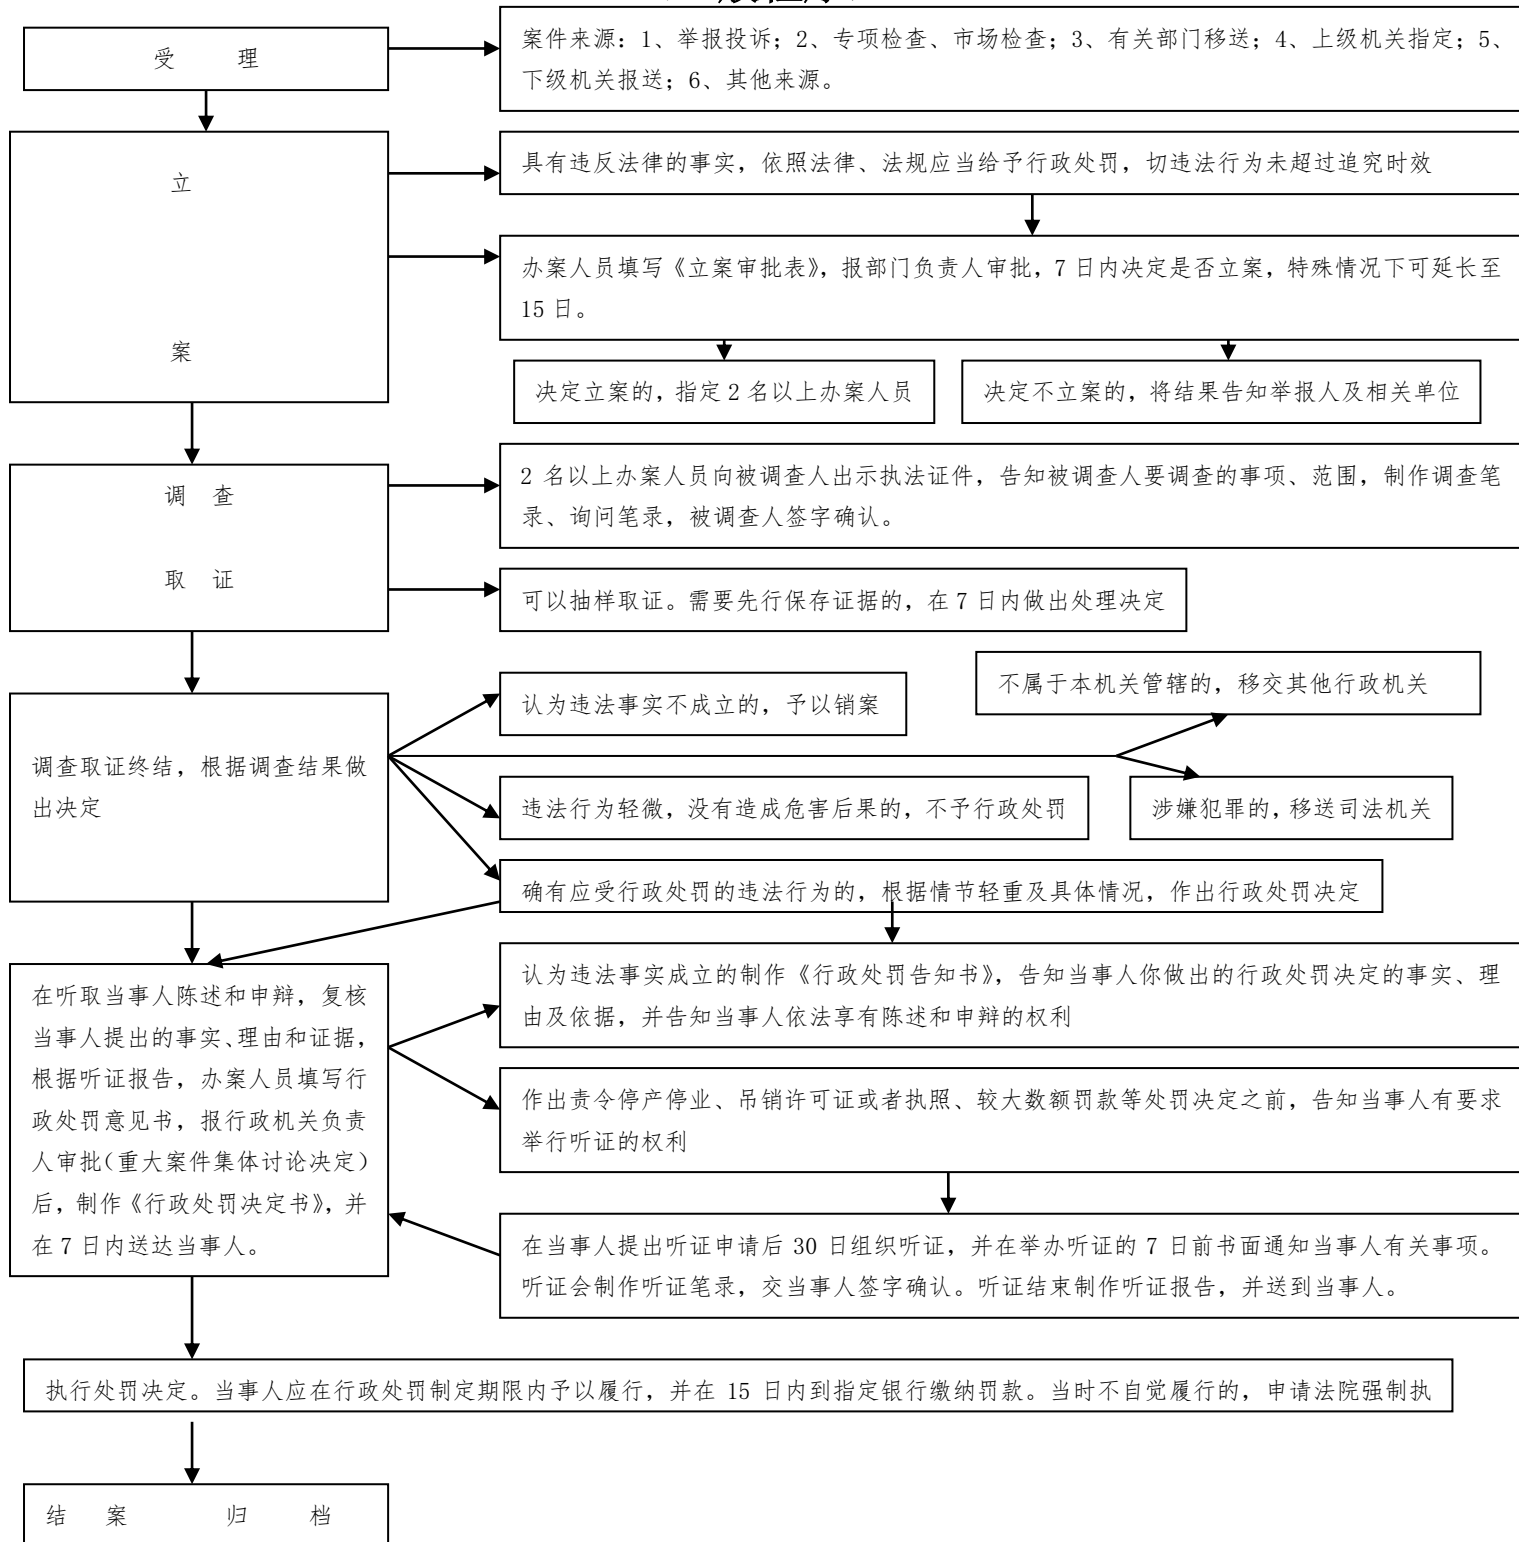 受 理
案件来源：1、举报投诉；2、专项检查、市场检查；3、有关部门移送；4、上级机关指定；5、
下级机关报送；6、其他来源。
立
案
具有违反法律的事实，依照法律、法规应当给予行政处罚，切违法行为未超过追究时效
办案人员填写《立案审批表》，报部门负责人审批，7 日内决定是否立案，特殊情况下可延长至
15 日。
决定立案的，指定 2 名以上办案人员
决定不立案的，将结果告知举报人及相关单位
调 查
取 证
2 名以上办案人员向被调查人出示执法证件，告知被调查人要调查的事项、范围，制作调查笔
录、询问笔录，被调查人签字确认。
可以抽样取证。需要先行保存证据的，在 7 日内做出处理决定
调查取证终结，根据调查结果做
出决定
认为违法事实不成立的，予以销案
不属于本机关管辖的，移交其他行政机关
违法行为轻微，没有造成危害后果的，不予行政处罚
涉嫌犯罪的，移送司法机关
确有应受行政处罚的违法行为的，根据情节轻重及具体情况，作出行政处罚决定
在听取当事人陈述和申辩，复核
当事人提出的事实、理由和证据，
根据听证报告，办案人员填写行
政处罚意见书，报行政机关负责
人审批（重大案件集体讨论决定）
后，制作《行政处罚决定书》，并
在 7 日内送达当事人。
认为违法事实成立的制作《行政处罚告知书》，告知当事人你做出的行政处罚决定的事实、理
由及依据，并告知当事人依法享有陈述和申辩的权利
作出责令停产停业、吊销许可证或者执照、较大数额罚款等处罚决定之前，告知当事人有要求
举行听证的权利
在当事人提出听证申请后 30 日组织听证，并在举办听证的 7 日前书面通知当事人有关事项。
听证会制作听证笔录，交当事人签字确认。听证结束制作听证报告，并送到当事人。
执行处罚决定。当事人应在行政处罚制定期限内予以履行，并在 15 日内到指定银行缴纳罚款。当时不自觉履行的，申请法院强制执
结 案 归 档